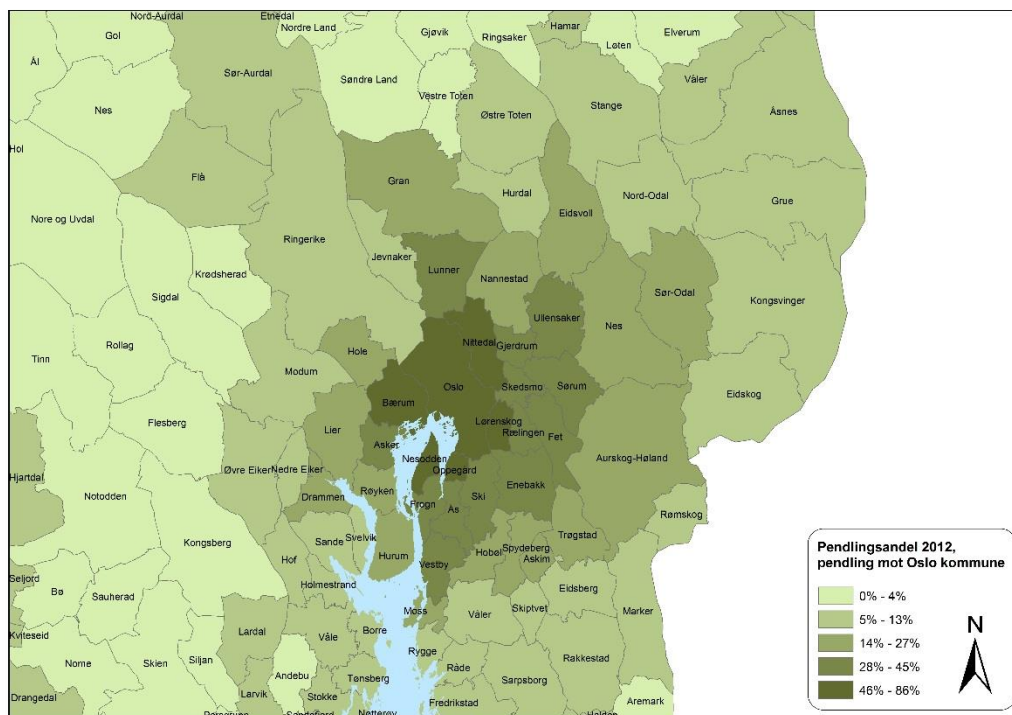 Nord-Aurdal
Etnedal
Nordre Land
Gjøvik
Ringsaker
Hamar
Løten
Elverum
Gol
Ål
Sør-Aurdal
Søndre Land
Vestre Toten
Østre Toten
Stange
Våler
Åsnes
Nes
Hol
Flå
Gran
Hurdal
Eidsvoll
Nord-Odal
Grue
Nore og Uvdal
Ringerike
Jevnaker
Lunner
Nannestad
Krødsherad
Sør-Odal
Kongsvinger
Sigdal
Ullensaker
Nes
Rollag
Tinn
Hole
Nittedal
Gjerdrum
Modum
Oslo
Skedsmo
Sørum
Eidskog
Bærum
Flesberg
Lier
Asker
Lørenskog
Rælingen
Fet
Nesodden
Oppegård
Aurskog-Høland
Hjartdal
Øvre Eiker
Nedre Eiker
Røyken
Enebakk
Notodden
Drammen
Frogn
Ski
Ås
Rømskog
Kongsberg
Sande
Svelvik
Hurum
Hobøl
Spydeberg
Askim
Trøgstad
Hof
Vestby
Holmestrand
Eidsberg
Seljord
Bø
Sauherad
Moss
Våler
Skiptvet
Marker
Kviteseid
Lardal
Våle
Borre
Nome
Skien
Siljan
Rygge
Råde
Rakkestad
Andebu
Tønsberg
Sarpsborg
Drangedal
Larvik
Stokke
Fredrikstad
Aremark
Porsgrunn
Sandefjord
Nøtterøy
Halden
Pendlingsandel 2012,
pendling mot Oslo kommune
0% - 4%
5% - 13%
14% - 27%
28% - 45%
46% - 86%
N